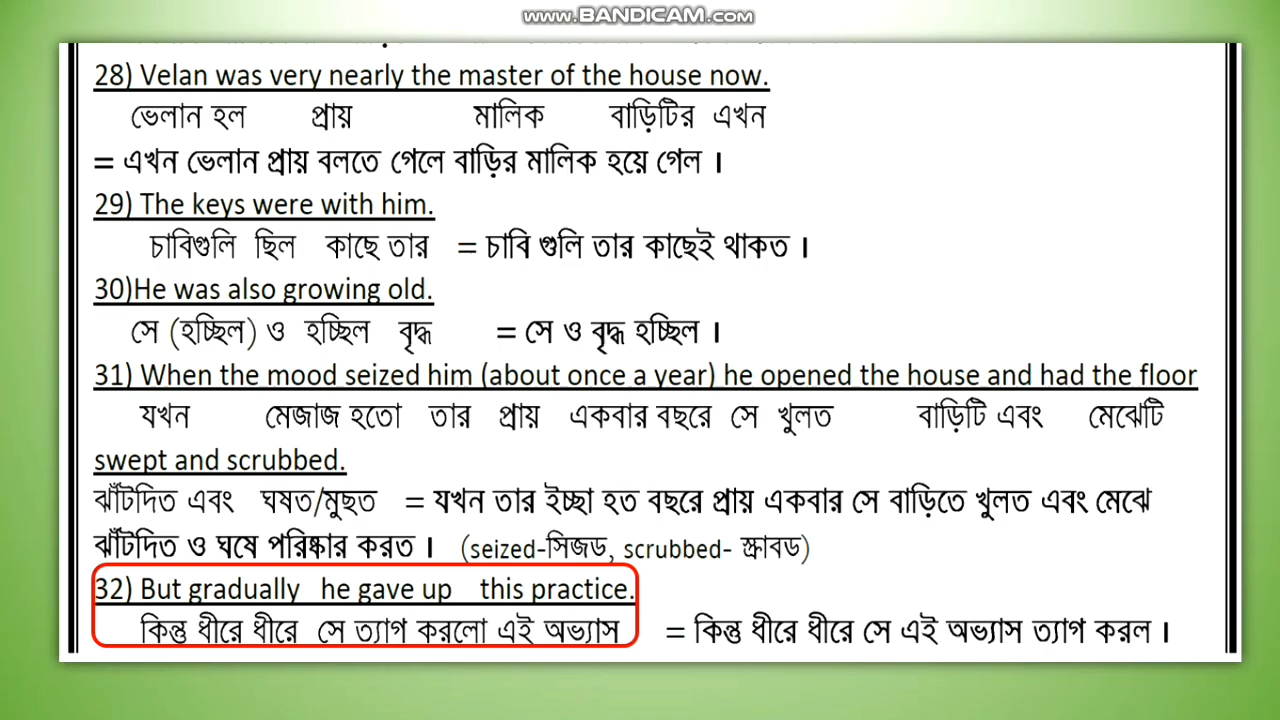 www.BANDICAM.com
28) Velan was very nearly the master of the house now.
ভেলান হল প্রায় মালিক বাড়িটির এখন
= এখন ভেলান প্রায় বলতে গেলে বাড়ির মালিক হয়ে গেল ।
29) The keys were with him.
চাবিগুলি ছিল কাছে তার = চাবি গুলি তার কাছেই থাকত ।
30)He was also growing old.
সে (হচ্ছিল) ও হচ্ছিল বৃদ্ধ = সে ও বৃদ্ধ হচ্ছিল ।
31) When the mood seized him (about once a year) he opened the house and had the floor
যখন মেজাজ হতো তার প্রায় একবার বছরে সে খুলত বাড়িটি এবং মেঝেটি
swept and scrubbed.
ঝাঁটদিত এবং ঘষত/মুছত = যখন তার ইচ্ছা হত বছরে প্রায় একবার সে বাড়িতে খুলত এবং মেঝে
ঝাঁটদিত ও ঘষে পরিষ্কার করত । (seized-সিজড, scrubbed- স্ক্রাবড)
32) But gradually he gave up this practice.
কিন্তু ধীরে ধীরে সে ত্যাগ করলো এই অভ্যাস = কিন্তু ধীরে ধীরে সে এই অভ্যাস ত্যাগ করল ।